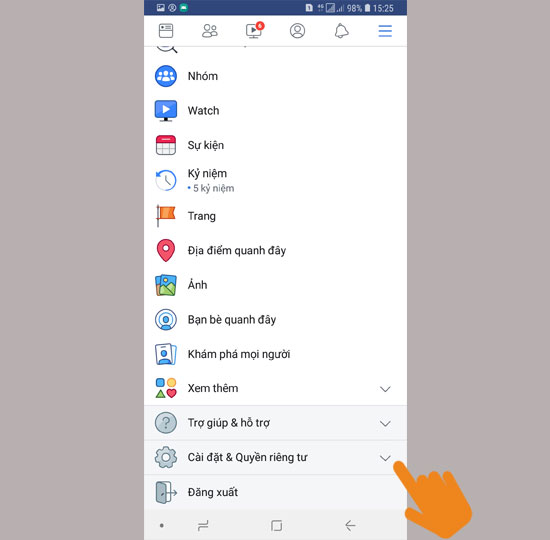 4G 98% 15:25
6
Nhóm
Watch
Sự kiện
Kỷ niệm
5 kỷ niệm
Trang
Địa điểm quanh đây
Ảnh
Bạn bè quanh đây
Khám phá mọi người
Xem thêm
Trợ giúp & hỗ trợ
Cài đặt & Quyền riêng tư
Đăng xuất